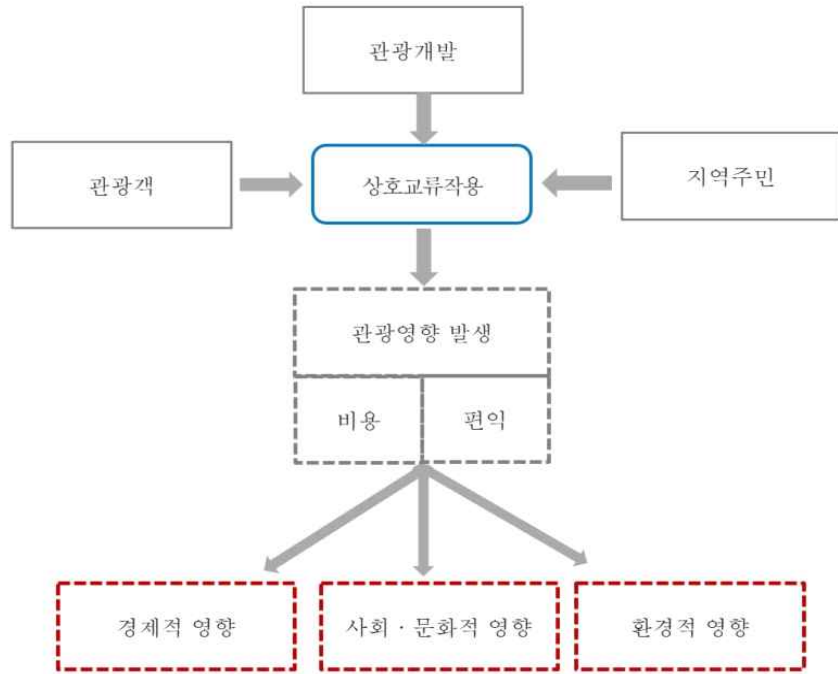 관광개발
관광객
상호교류작용
지역주민
관광영향 발생
비용
편익
경제적 영향
사회 · 문화적 영향
환경적 영향